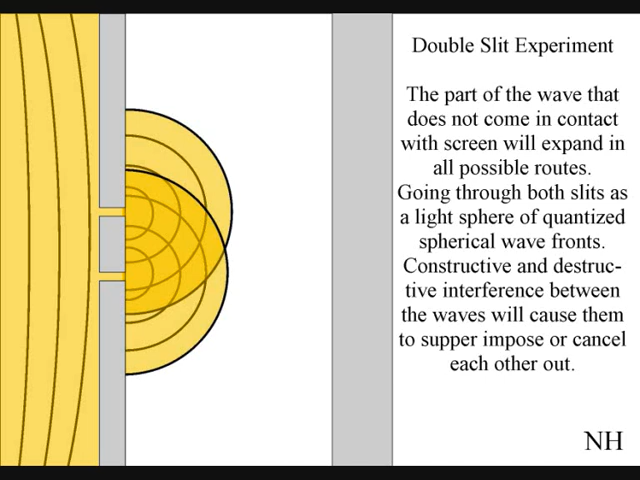 Double Slit Experiment
The part of the wave that
does not come in contact
with screen will expand in
all possible routes.
Going through both slits as
a light sphere of quantized
spherical wave fronts.
Constructive and destruc-
tive interference between
the waves will cause them
to supper impose or cancel
each other out.
NH